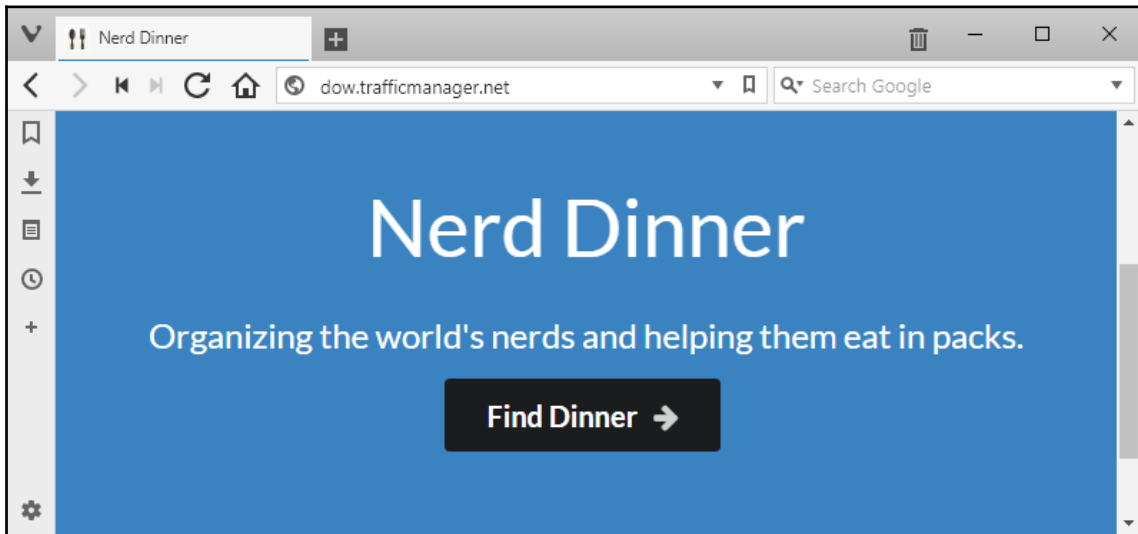 Nerd Dinner
dow.trafficmanager.net
Search Google
Nerd Dinner
Organizing the world's nerds and helping them eat in packs.
Find Dinner